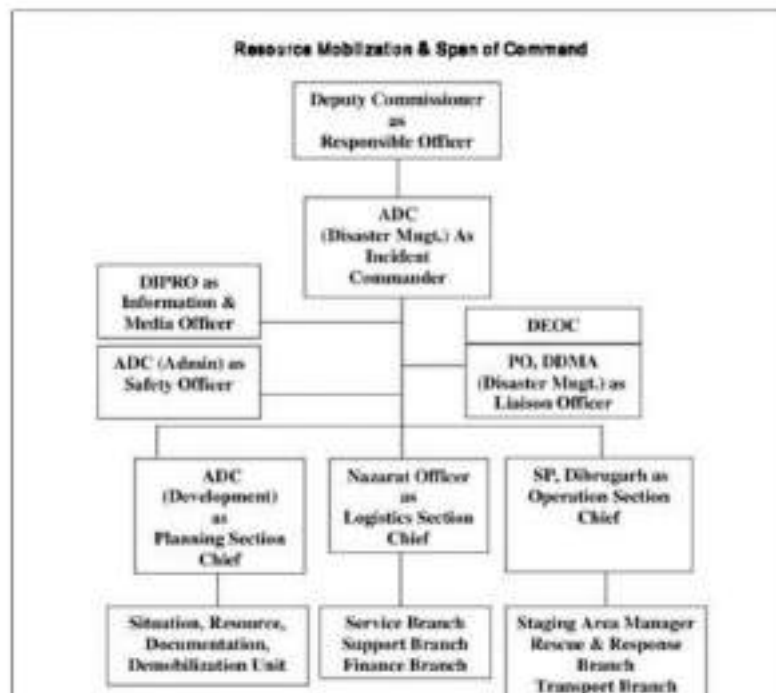 Resource Mobilization & Span of Command
Deputy Commissioner
as
Responsible Officer
ADC
(Disaster Mngt.) As
Incident
Commander
DIPRO as
Information &
Media Officer
DEOC
ADC (Admin) as
Safety Officer
PO, DDMA
(Disaster Mngt.) as
Liaison Officer
ADC
(Development)
as
Planning Section
Chief
Nazarat Officer
as
Logistics Section
Chief
SP, Dibrugarh as
Operation Section
Chief
Situation, Resource,
Documentation,
Demobilization Unit
Service Branch
Support Branch
Finance Branch
Staging Area Manager
Rescue & Response
Branch
Transport Branch